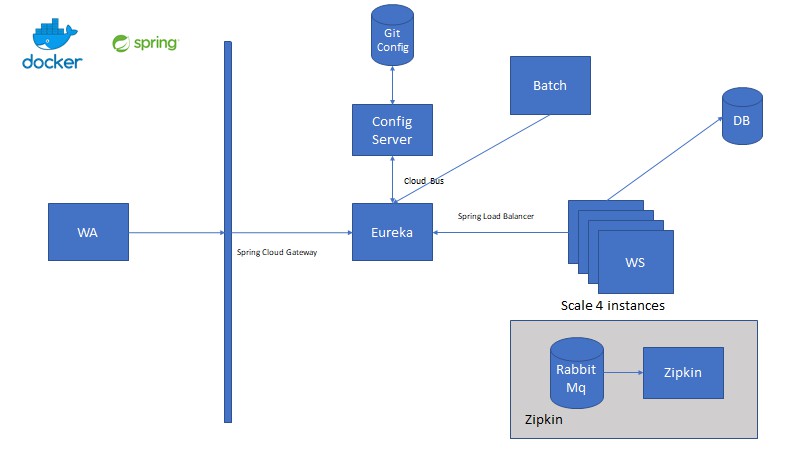 docker
spring
Git
Config
Batch
Config
Server
DB
Cloud Bus
WA
Eureka
Spring Load Balancer
Spring Cloud Gateway
WS
Scale 4 instances
Rabbit
Mq
Zipkin
Zipkin